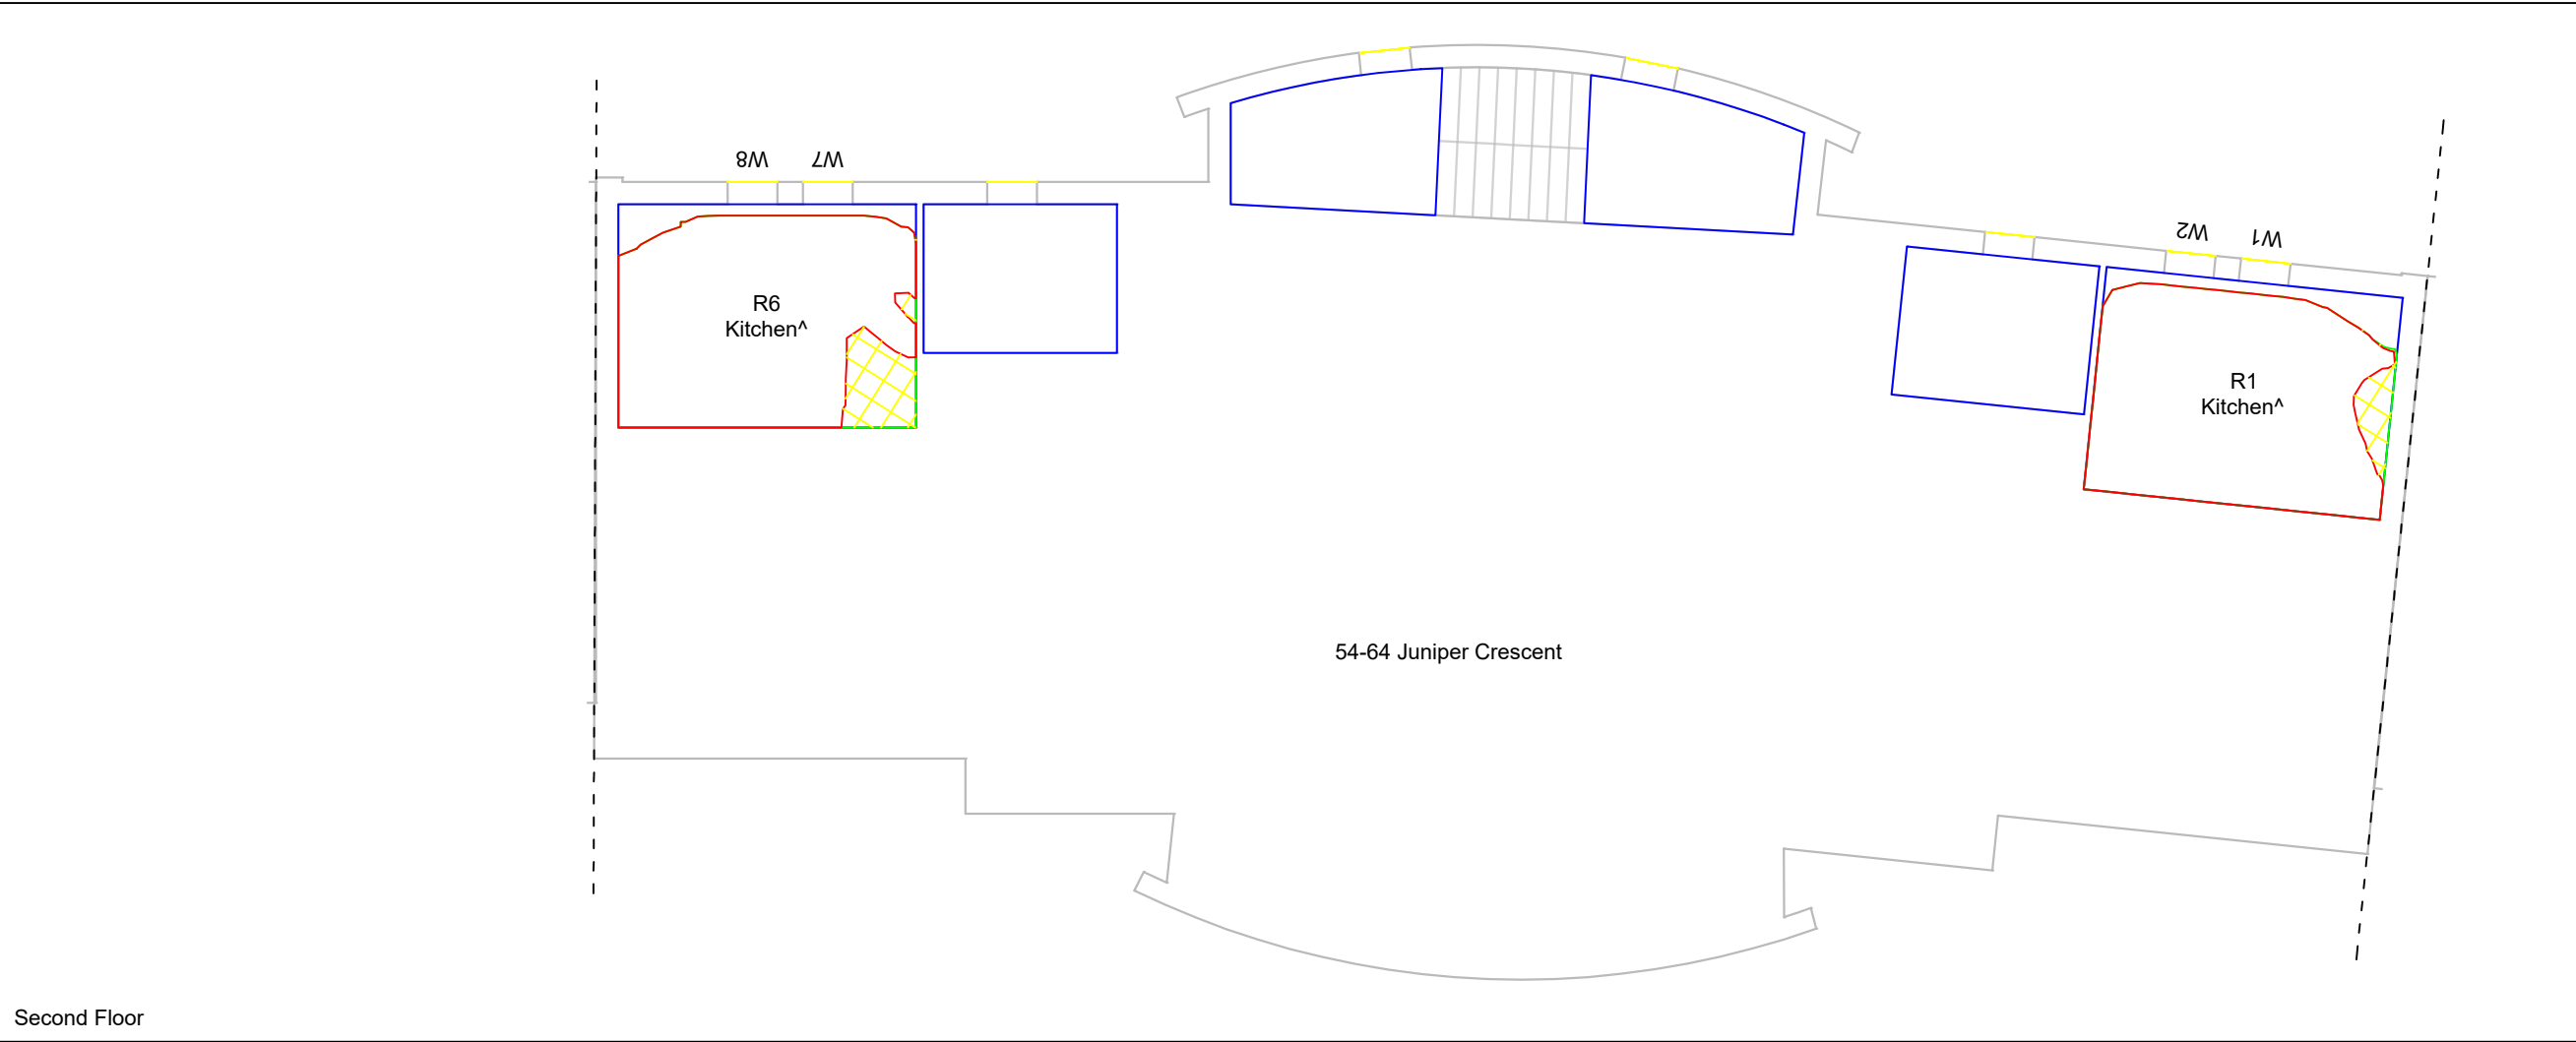 W8 W7
W2 W1
R6
Kitchen^
R1
Kitchen^
54-64 Juniper Crescent
Second Floor